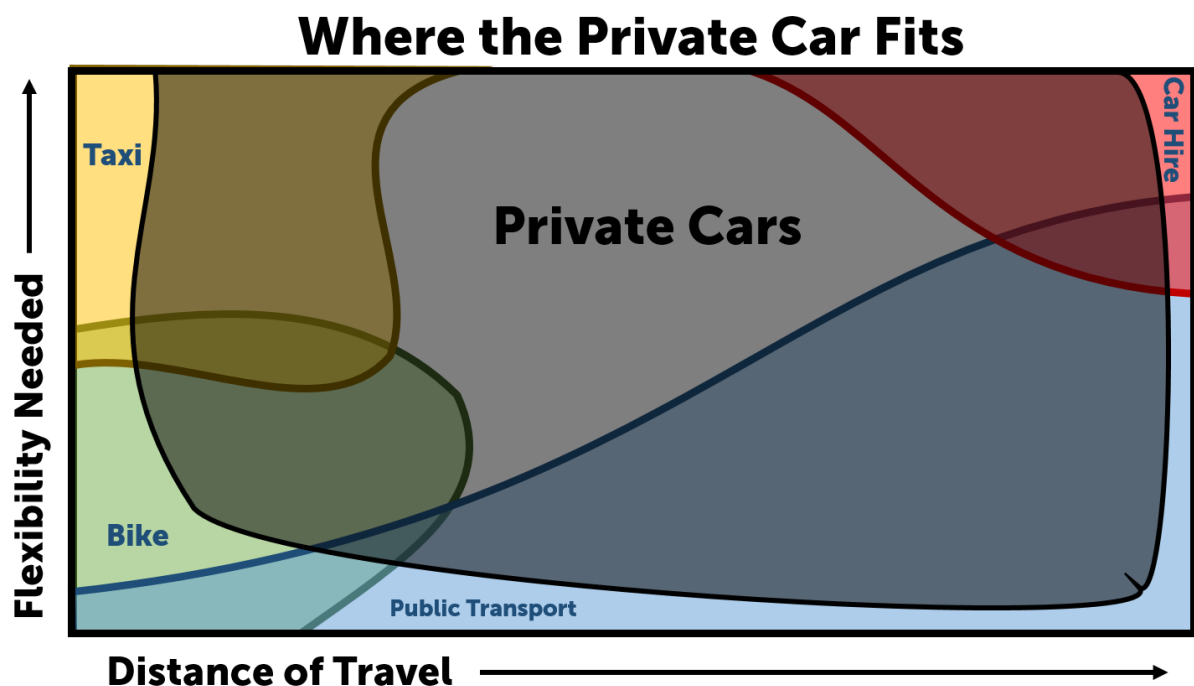 Where the Private Car Fits
Taxi
Car Hire
Private Cars
Flexibility Needed
Bike
Public Transport
Distance of Travel